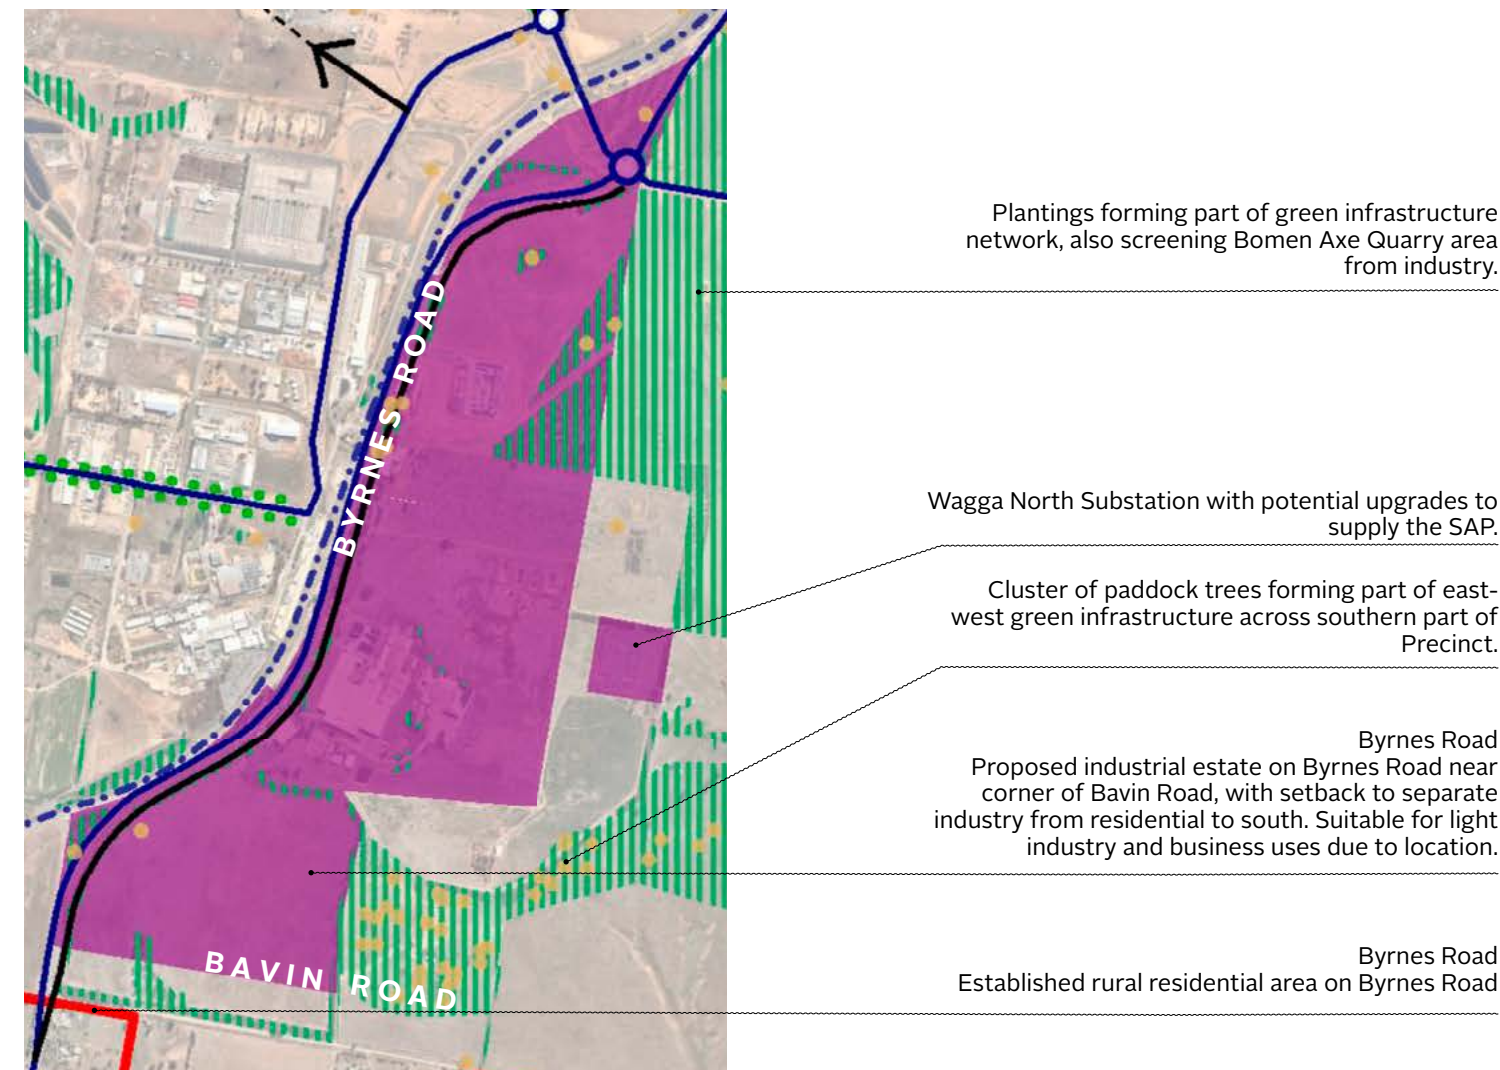 Plantings forming part of green infrastructure
network, also screening Bomen Axe Quarry area
from industry.
BYRNES ROAD
Wagga North Substation with potential upgrades to
supply the SAP.
Cluster of paddock trees forming part of east-
west green infrastructure across southern part of
Precinct.
Byrnes Road
Proposed industrial estate on Byrnes Road near
corner of Bavin Road, with setback to separate
industry from residential to south. Suitable for light
industry and business uses due to location.
BAVIN ROAD
Byrnes Road
Established rural residential area on Byrnes Road